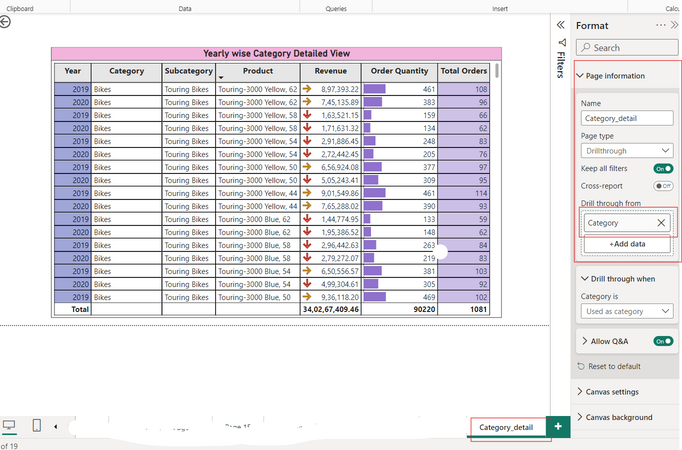 Clipboard Data Queries Insert Calcu
Format
Search
Filters
Page information
Name
Category_detail
Page type
Drillthrough
Keep all filters On
Cross-report Off
Drill through from
Category
+Add data
Drill through when
Category is
Used as category
Allow Q&A On
Reset to default
Canvas settings
Canvas background
Yearly wise Category Detailed View
Year Category Subcategory Product Revenue Order Quantity Total Orders
2019 Bikes Touring Bikes Touring-3000 Yellow, 62 8,97,393.22 461 108
2020 Bikes Touring Bikes Touring-3000 Yellow, 62 7,45,135.89 383 96
2019 Bikes Touring Bikes Touring-3000 Yellow, 58 1,63,521.15 159 66
2020 Bikes Touring Bikes Touring-3000 Yellow, 58 1,71,631.32 134 62
2019 Bikes Touring Bikes Touring-3000 Yellow, 54 2,91,886.45 248 83
2020 Bikes Touring Bikes Touring-3000 Yellow, 54 2,72,442.45 205 76
2019 Bikes Touring Bikes Touring-3000 Yellow, 50 6,56,924.08 377 97
2020 Bikes Touring Bikes Touring-3000 Yellow, 50 5,05,243.41 309 95
2019 Bikes Touring Bikes Touring-3000 Yellow, 44 9,01,549.86 461 114
2020 Bikes Touring Bikes Touring-3000 Yellow, 44 7,65,288.02 390 93
2019 Bikes Touring Bikes Touring-3000 Blue, 62 1,44,774.95 133 59
2020 Bikes Touring Bikes Touring-3000 Blue, 62 1,95,386.52 148 62
2019 Bikes Touring Bikes Touring-3000 Blue, 58 2,96,442.63 263 84
2020 Bikes Touring Bikes Touring-3000 Blue, 58 2,79,272.07 219 83
2019 Bikes Touring Bikes Touring-3000 Blue, 54 6,50,556.57 381 103
2020 Bikes Touring Bikes Touring-3000 Blue, 54 4,99,304.61 305 92
2019 Bikes Touring Bikes Touring-3000 Blue, 50 9,36,118.20 469 102
Total 34,02,67,409.46 90220 1081
Category_detail
of 19